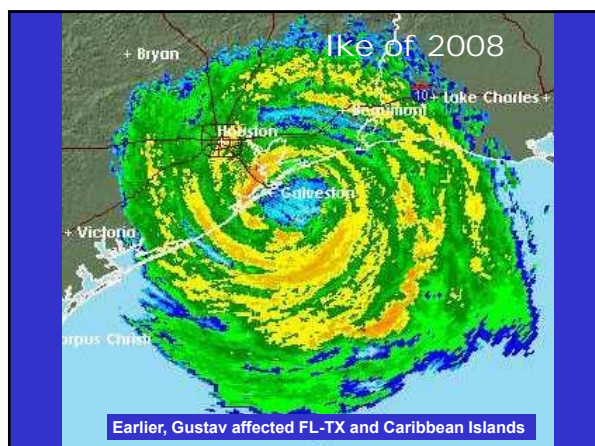 Ike of 2008
+ Bryan
Beaumont
10 + Lake Charles +
Houston
Galveston
+ Victoria
orpus Christi
Earlier, Gustav affected FL-TX and Caribbean Islands